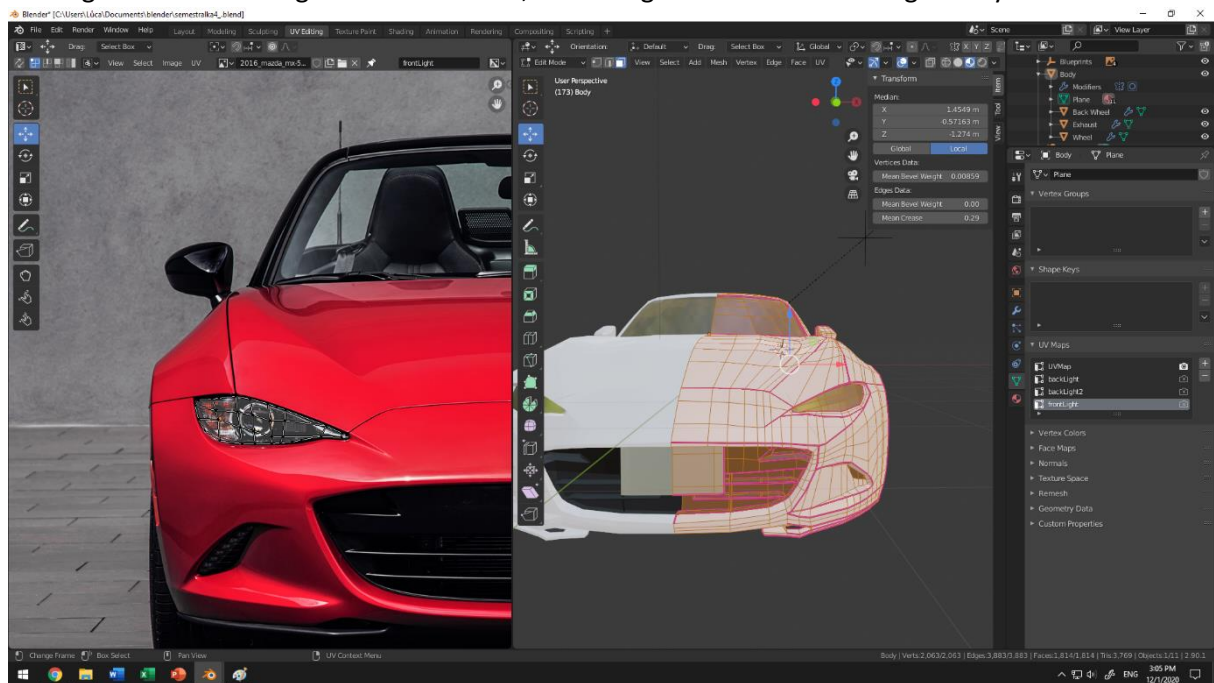 Blender* [C:\Users\Lůca\Documents\blender\semestralka4_.blend]
File Edit Render Window Help Layout Modeling Sculpting UV Editing Texture Paint Shading Animation Rendering Compositing Scripting + Scene View Layer
Drag: Select Box Orientation: Default Drag: Select Box Global X Y Z
View Select Image UV 2016_mazda_mx-5... frontLight Edit Mode View Select Add Mesh Vertex Edge Face UV
User Perspective
(173) Body
Transform
Median:
X 1.4549 m
Y -0.57163 m
Z -1.274 m
Global Local
Vertices Data:
Mean Bevel Weight 0.00859
Edges Data:
Mean Bevel Weight 0.00
Mean Crease 0.29
Item
Tool
View
Blueprints
Body
Modifiers
Plane
Back Wheel
Exhaust
Wheel
Body Plane
Plane
Vertex Groups
Shape Keys
UV Maps
UVMap
backLight
backLight2
frontLight
Vertex Colors
Face Maps
Normals
Texture Space
Remesh
Geometry Data
Custom Properties
Change Frame Box Select Pan View UV Context Menu Body | Verts:2,063/2,063 | Edges:3,883/3,883 | Faces:1,814/1,814 | Tris:3,769 | Objects:1/11 | 2.90.1
ENG 3:05 PM
12/1/2020